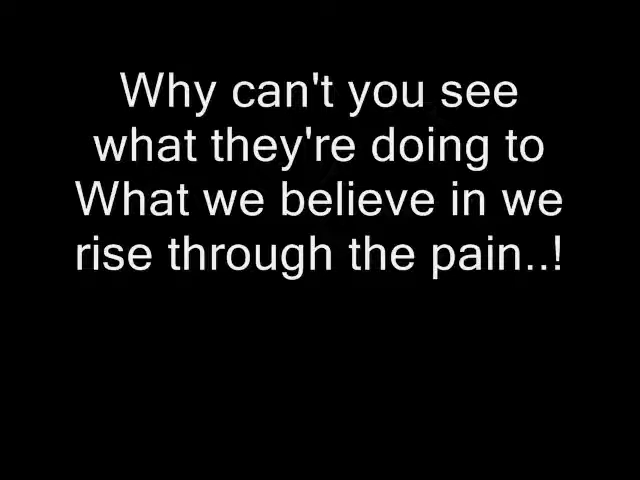 Why can't you see
what they're doing to
What we believe in we
rise through the pain..!